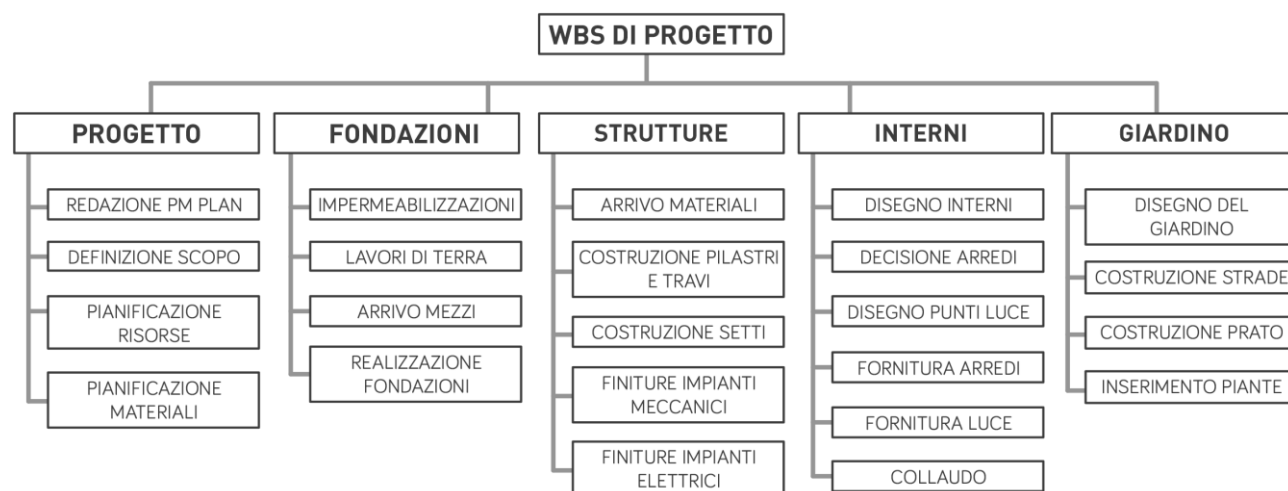 WBS DI PROGETTO
PROGETTO
REDAZIONE PM PLAN
DEFINIZIONE SCOPO
PIANIFICAZIONE
RISORSE
PIANIFICAZIONE
MATERIALI
FONDAZIONI
IMPERMEABILIZZAZIONI
LAVORI DI TERRA
ARRIVO MEZZI
REALIZZAZIONE
FONDAZIONI
STRUTTURE
ARRIVO MATERIALI
COSTRUZIONE PILASTRI
E TRAVI
COSTRUZIONE SETTI
FINITURE IMPIANTI
MECCANICI
FINITURE IMPIANTI
ELETTRICI
INTERNI
DISEGNO INTERNI
DECISIONE ARREDI
DISEGNO PUNTI LUCE
FORNITURA ARREDI
FORNITURA LUCE
COLLAUDO
GIARDINO
DISEGNO DEL
GIARDINO
COSTRUZIONE STRADE
COSTRUZIONE PRATO
INSERIMENTO PIANTE